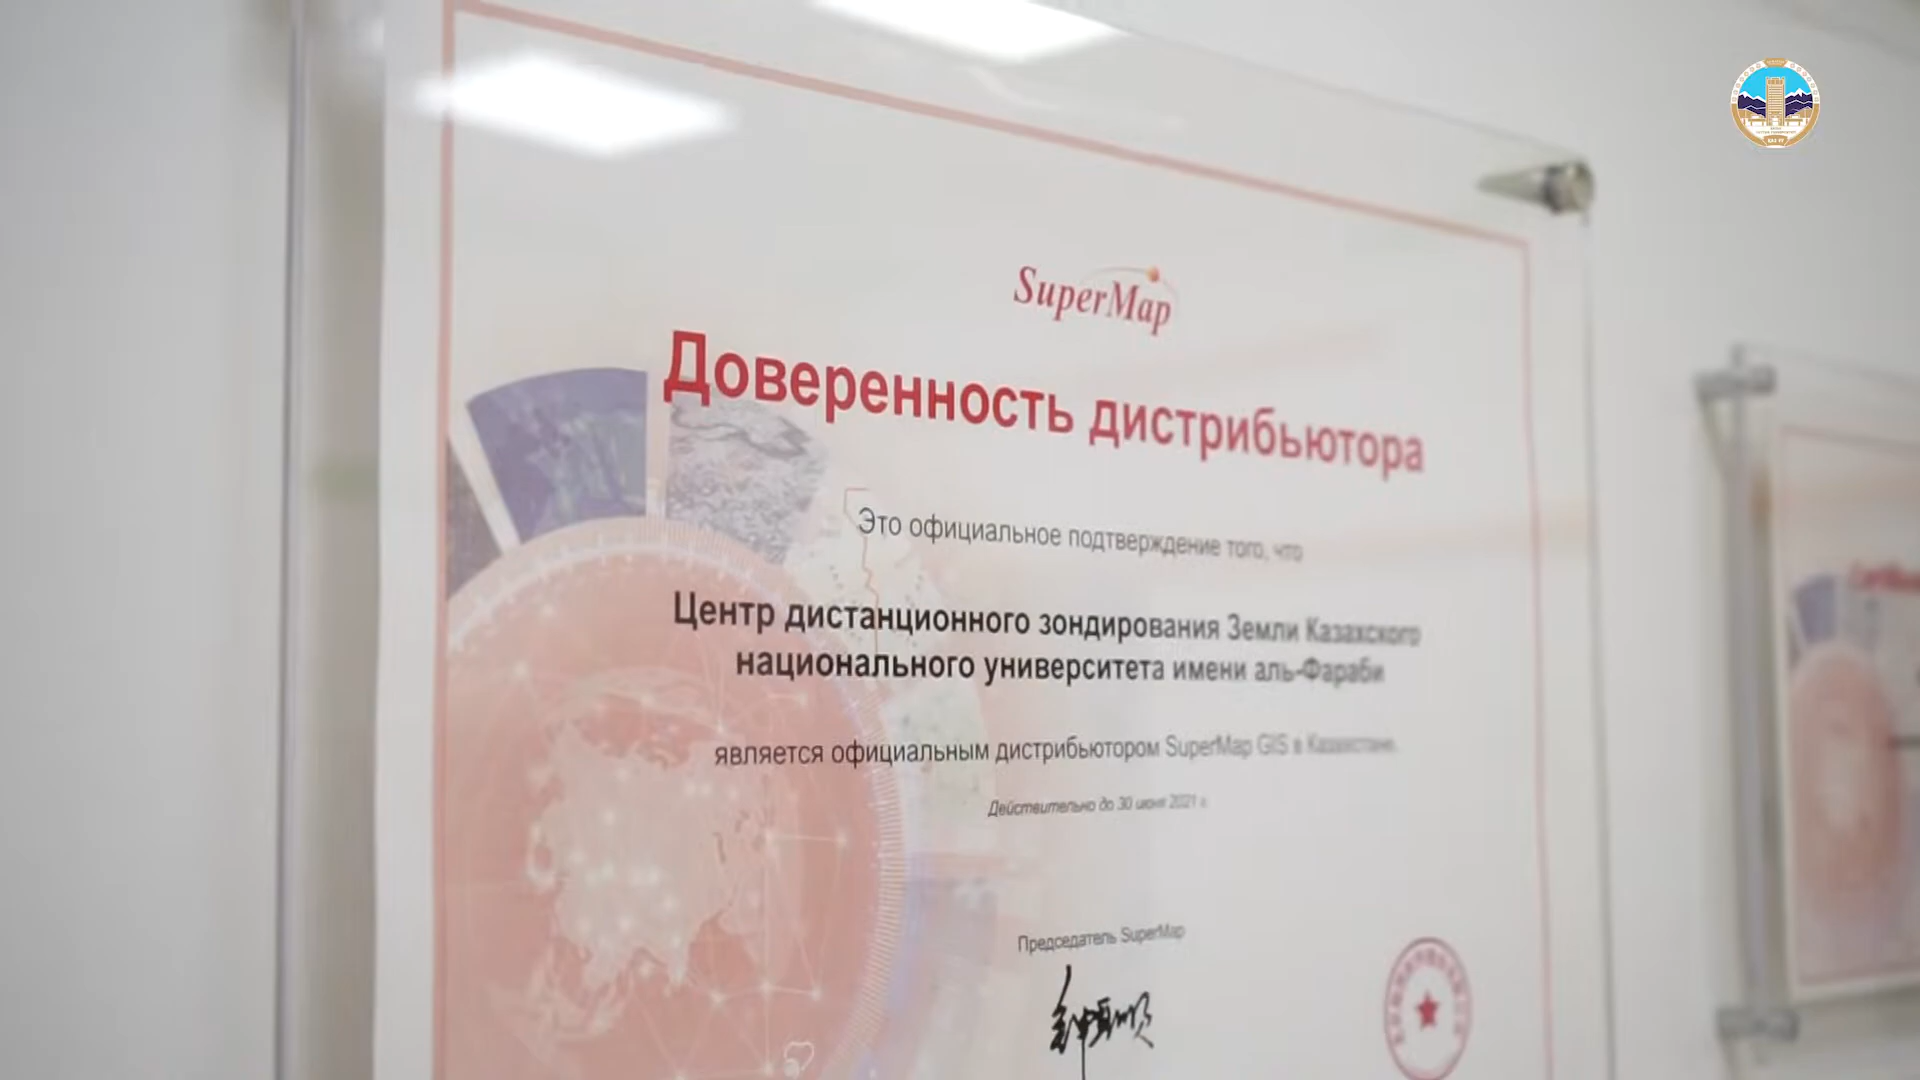 SuperMap
Доверенность дистрибьютора
Это официальное подтверждение того, что
Центр дистанционного зондирования Земли Казахского
национального университета имени аль-Фараби
является официальным дистрибьютором SuperMap GIS в Казахстане.
Действительно до 30 июня 2021 г.
Председатель SuperMap